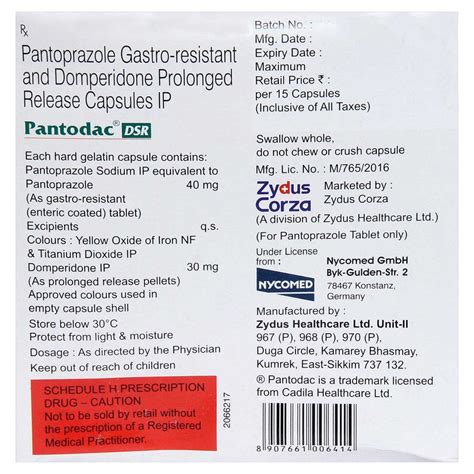 Rx
Pantoprazole Gastro-resistant
and Domperidone Prolonged
Release Capsules IP
Pantodac® DSR
Each hard gelatin capsule contains:
Pantoprazole Sodium IP equivalent to
Pantoprazole 40 mg
(As gastro-resistant
(enteric coated) tablet)
Excipients q.s.
Colours : Yellow Oxide of Iron NF
& Titanium Dioxide IP
Domperidone IP 30 mg
(As prolonged release pellets)
Approved colours used in
empty capsule shell
Store below 30°C
Protect from light & moisture
Dosage : As directed by the Physician
Keep out of reach of children
SCHEDULE H PRESCRIPTION
DRUG – CAUTION
Not to be sold by retail without
the prescription of a Registered
Medical Practitioner.
2066217
Batch No. :
Mfg. Date :
Expiry Date :
Maximum
Retail Price ₹ :
per 15 Capsules
(Inclusive of All Taxes)
Swallow whole,
do not chew or crush capsule
Mfg. Lic. No. : M/765/2016
Zydus
Corza
Marketed by :
Zydus Corza
(A division of Zydus Healthcare Ltd.)
(For Pantoprazole Tablet only)
Under License
from :
NYCOMED
Nycomed GmbH
Byk-Gulden-Str. 2
78467 Konstanz,
Germany
Manufactured by :
Zydus Healthcare Ltd. Unit-II
967 (P), 968 (P), 970 (P),
Duga Circle, Kamarey Bhasmay,
Kumrek, East-Sikkim 737 132.
® Pantodac is a trademark licensed
from Cadila Healthcare Ltd.
8 907661 006414